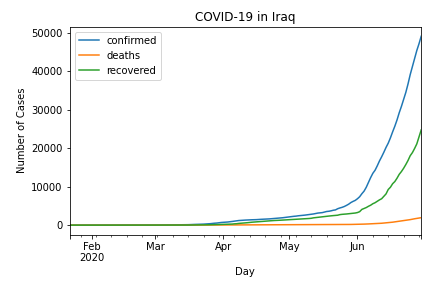 COVID-19 in Iraq
confirmed
deaths
recovered
50000
40000
30000
20000
10000
0
Number of Cases
Feb Mar Apr May Jun
2020
Day